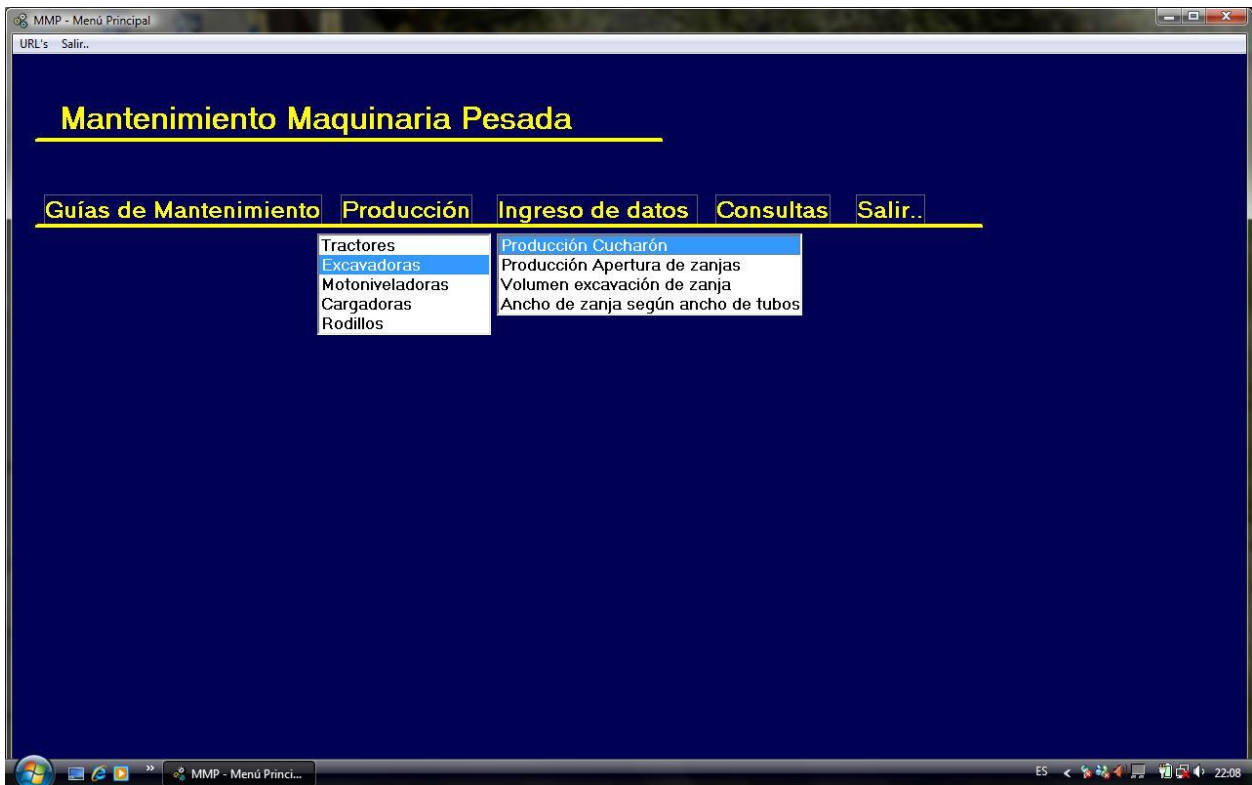 MMP - Menú Principal
URL's Salir..
Mantenimiento Maquinaria Pesada
Guías de Mantenimiento Producción Ingreso de datos Consultas Salir..
Tractores
Excavadoras
Motoniveladoras
Cargadoras
Rodillos
Producción Cucharón
Producción Apertura de zanjas
Volumen excavación de zanja
Ancho de zanja según ancho de tubos
MMP - Menú Princi...
ES
22:08